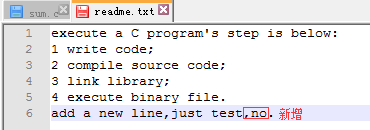 sum.c
readme.txt
1 execute a C program's step is below:
2 1 write code;
3 2 compile source code;
4 3 link library;
5 4 execute binary file.
6 add a new line,just test,no. 新增